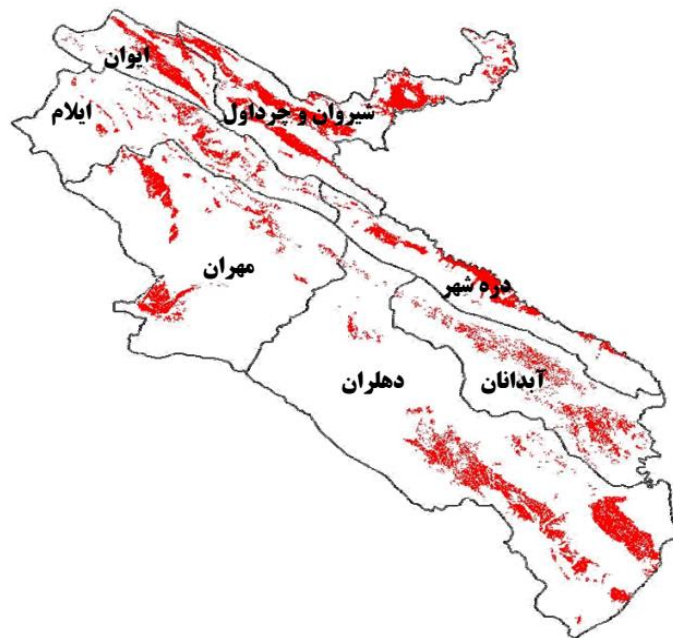 ایوان
ایلام
شیروان و چرداول
مهران
دره شهر
دهلران
آبدانان